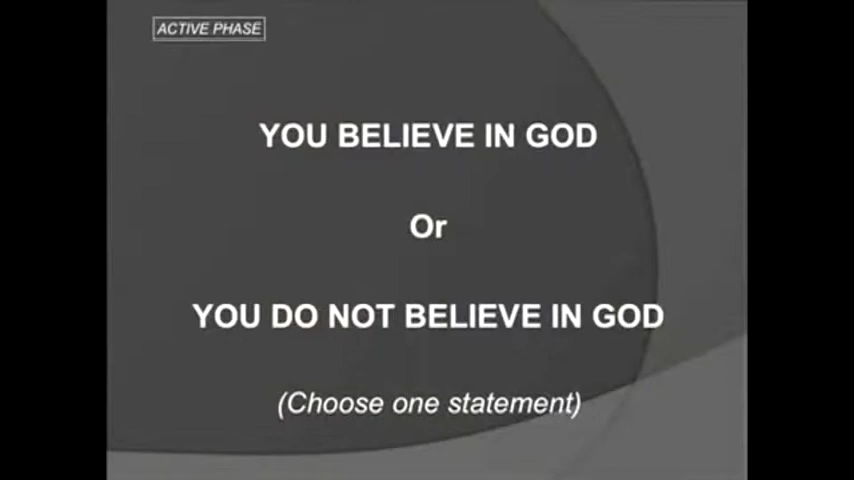 ACTIVE PHASE
YOU BELIEVE IN GOD
Or
YOU DO NOT BELIEVE IN GOD
(Choose one statement)